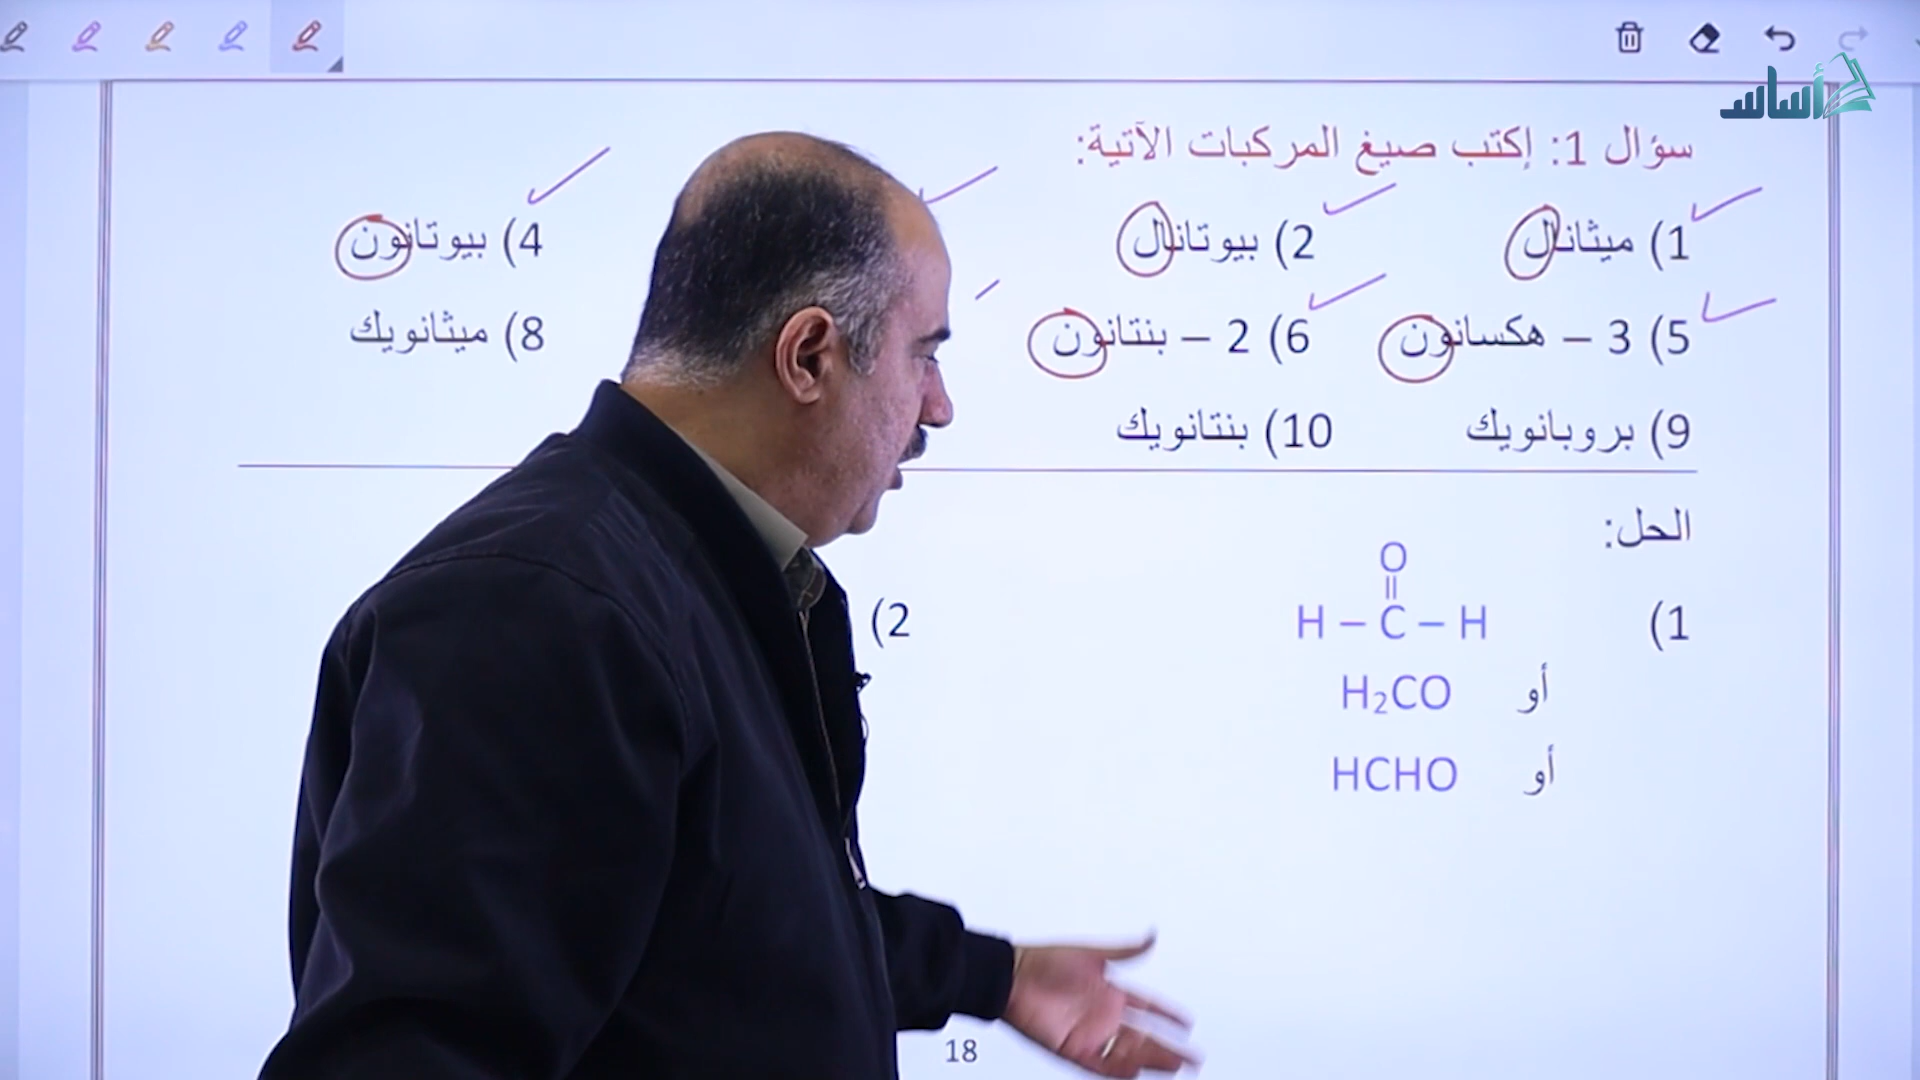 أساس
سؤال 1: إكتب صيغ المركبات الآتية:
1) ميثانال 2) بيوتانال 4) بيوتانون
5) 3 – هكسانون 6) 2 – بنتانون 8) ميثانويك
9) بروبانويك 10) بنتانويك
الحل:
O
1) H – C – H 2)
أو H₂CO
أو HCHO
18